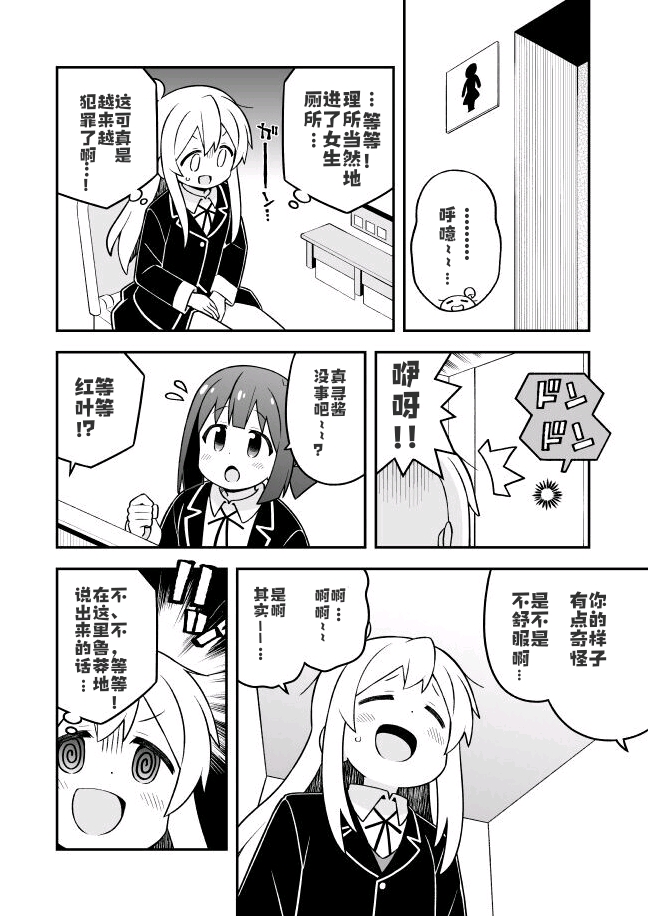 ………
呼噫~~…
…等等!
理所当然地
进了女生
厕所…
ガーーン…
这可真是
越来越
犯罪了啊…!
ドン
ドン
咿呀!!
真寻酱
没事吧~~?
等等
红叶!?
你的样子
有点奇怪
是不是
不舒服啊…
啊…
啊啊~
是啊
其实——…
不、不,等等!
在这里鲁莽地
说出来的话…